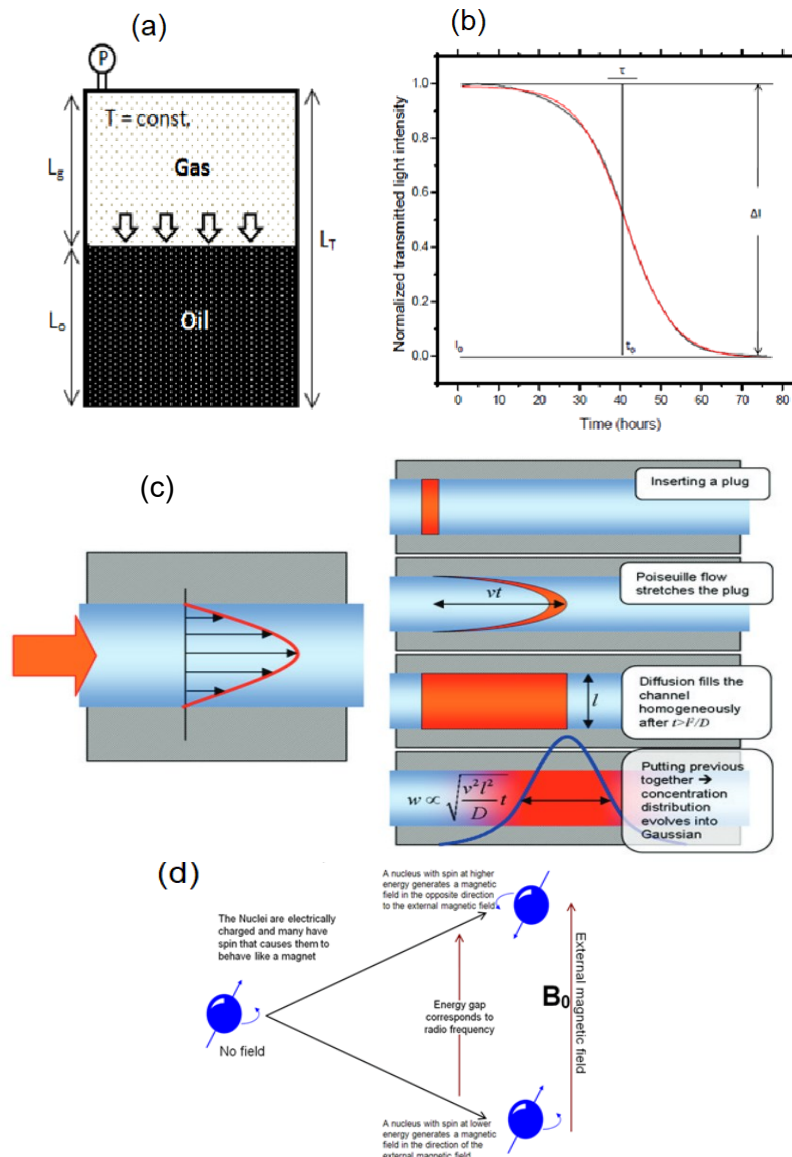 (a)
P
T = const.
Gas
Lg
LT
Lo
Oil
(b)
Normalized transmitted light intensity
1.0
0.8
0.6
0.4
0.2
0.0
τ
ΔI
I0
t0
0 10 20 30 40 50 60 70 80
Time (hours)
(c)
Inserting a plug
Poiseuille flow
stretches the plug
vt
Diffusion fills the
channel
homogeneously
after t>l²/D
l
Putting previous
together →
concentration
distribution
evolves into
Gaussian
w ∝ √(v²l²/D t)
(d)
A nucleus with spin at higher
energy generates a magnetic
field in the opposite direction
to the external magnetic field
The Nuclei are electrically
charged and many have
spin that causes them to
behave like a magnet
No field
Energy gap
corresponds to
radio frequency
B0
External magnetic
field
A nucleus with spin at lower
energy generates a magnetic
field in the direction of the
external magnetic field